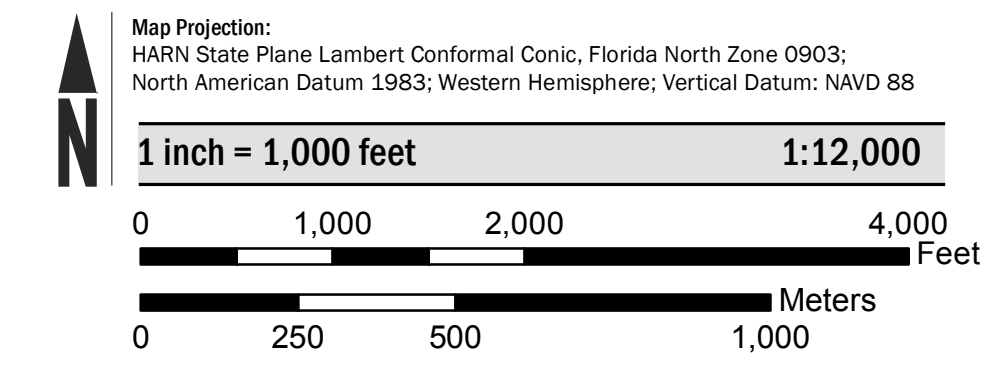 Map Projection:
HARN State Plane Lambert Conformal Conic, Florida North Zone 0903;
North American Datum 1983; Western Hemisphere; Vertical Datum: NAVD 88
N
1 inch = 1,000 feet 1:12,000
0 1,000 2,000 4,000
Feet
Meters
0 250 500 1,000